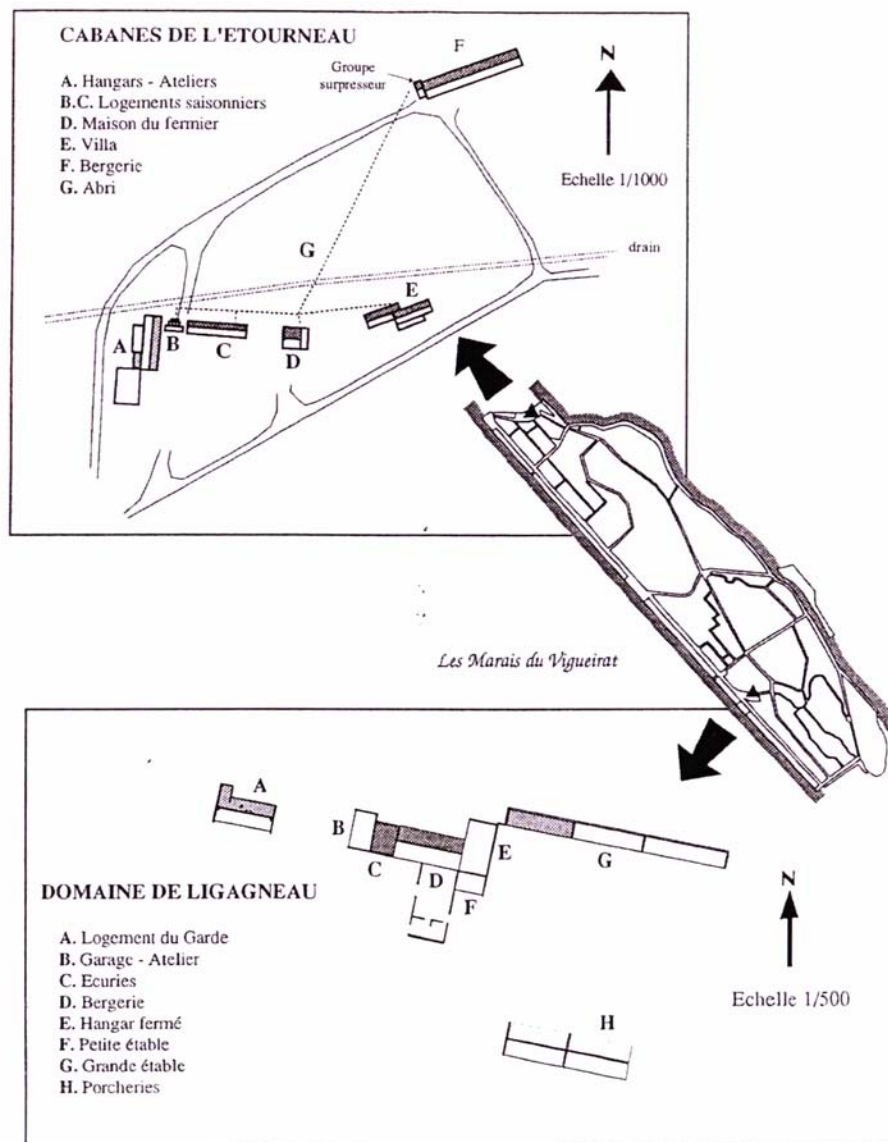 CABANES DE L'ETOURNEAU
A. Hangars - Ateliers
B.C. Logements saisonniers
D. Maison du fermier
E. Villa
F. Bergerie
G. Abri
Groupe
surpresseur
F
N
Echelle 1/1000
G
drain
E
A
B
C
D
Les Marais du Vigueirat
A
B
C
D
E
F
G
DOMAINE DE LIGAGNEAU
A. Logement du Garde
B. Garage - Atelier
C. Ecuries
D. Bergerie
E. Hangar fermé
F. Petite étable
G. Grande étable
H. Porcheries
N
Echelle 1/500
H